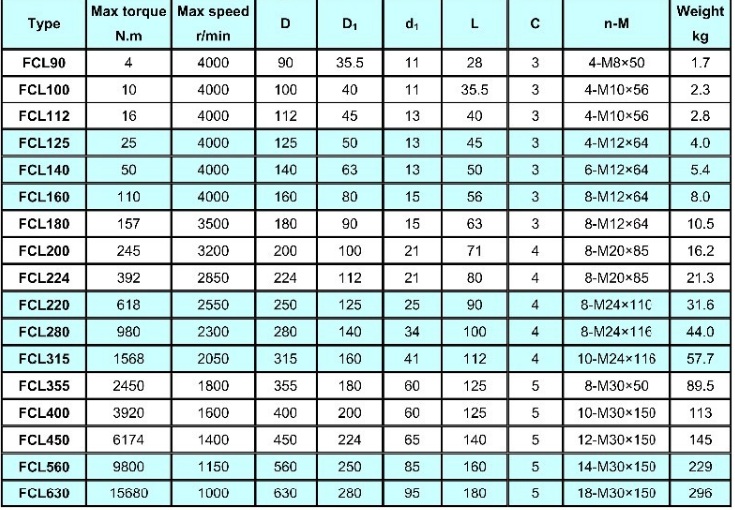 Type Max torque N.m Max speed r/min D D₁ d₁ L C n-M Weight kg
FCL90 4 4000 90 35.5 11 28 3 4-M8×50 1.7
FCL100 10 4000 100 40 11 35.5 3 4-M10×56 2.3
FCL112 16 4000 112 45 13 40 3 4-M10×56 2.8
FCL125 25 4000 125 50 13 45 3 4-M12×64 4.0
FCL140 50 4000 140 63 13 50 3 6-M12×64 5.4
FCL160 110 4000 160 80 15 56 3 8-M12×64 8.0
FCL180 157 3500 180 90 15 63 3 8-M12×64 10.5
FCL200 245 3200 200 100 21 71 4 8-M20×85 16.2
FCL224 392 2850 224 112 21 80 4 8-M20×85 21.3
FCL220 618 2550 250 125 25 90 4 8-M24×110 31.6
FCL280 980 2300 280 140 34 100 4 8-M24×116 44.0
FCL315 1568 2050 315 160 41 112 4 10-M24×116 57.7
FCL355 2450 1800 355 180 60 125 5 8-M30×50 89.5
FCL400 3920 1600 400 200 60 125 5 10-M30×150 113
FCL450 6174 1400 450 224 65 140 5 12-M30×150 145
FCL560 9800 1150 560 250 85 160 5 14-M30×150 229
FCL630 15680 1000 630 280 95 180 5 18-M30×150 296